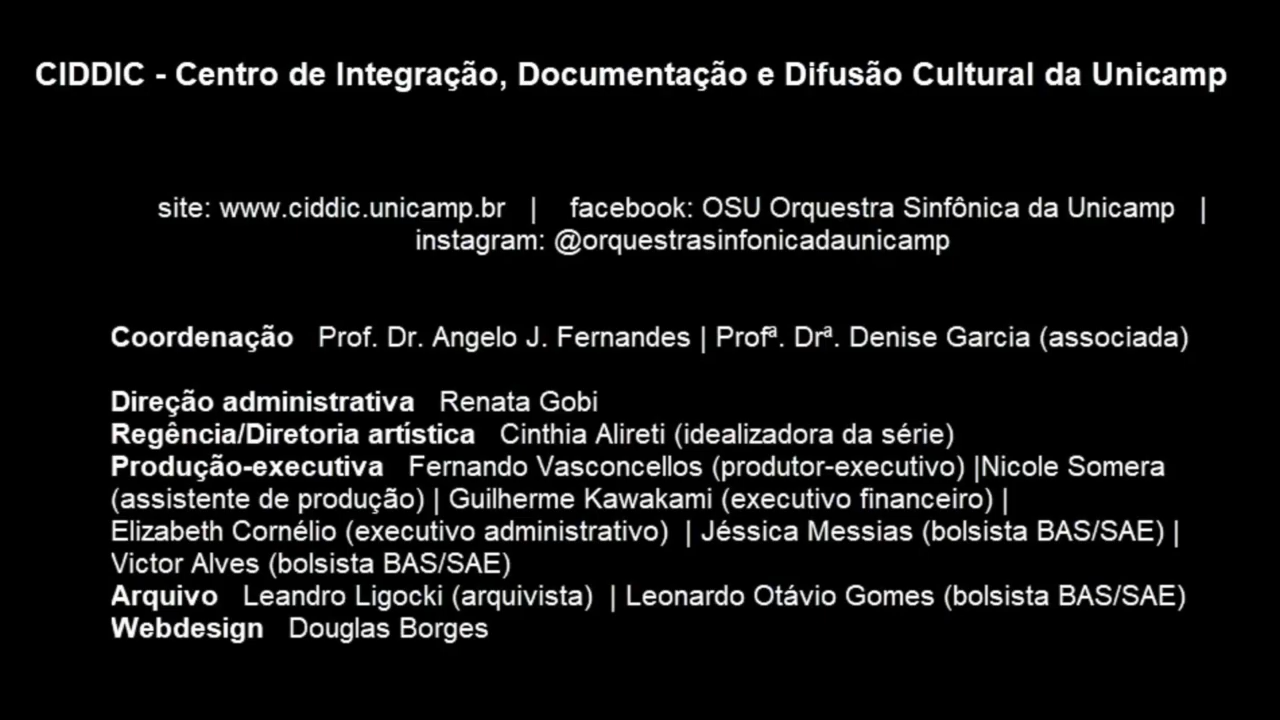 CIDDIC - Centro de Integração, Documentação e Difusão Cultural da Unicamp
site: www.ciddic.unicamp.br | facebook: OSU Orquestra Sinfônica da Unicamp |
instagram: @orquestrasinfonicadaunicamp
Coordenação Prof. Dr. Angelo J. Fernandes | Profª. Drª. Denise Garcia (associada)
Direção administrativa Renata Gobi
Regência/Diretoria artística Cinthia Alireti (idealizadora da série)
Produção-executiva Fernando Vasconcellos (produtor-executivo) |Nicole Somera
(assistente de produção) | Guilherme Kawakami (executivo financeiro) |
Elizabeth Cornélio (executivo administrativo) | Jéssica Messias (bolsista BAS/SAE) |
Victor Alves (bolsista BAS/SAE)
Arquivo Leandro Ligocki (arquivista) | Leonardo Otávio Gomes (bolsista BAS/SAE)
Webdesign Douglas Borges